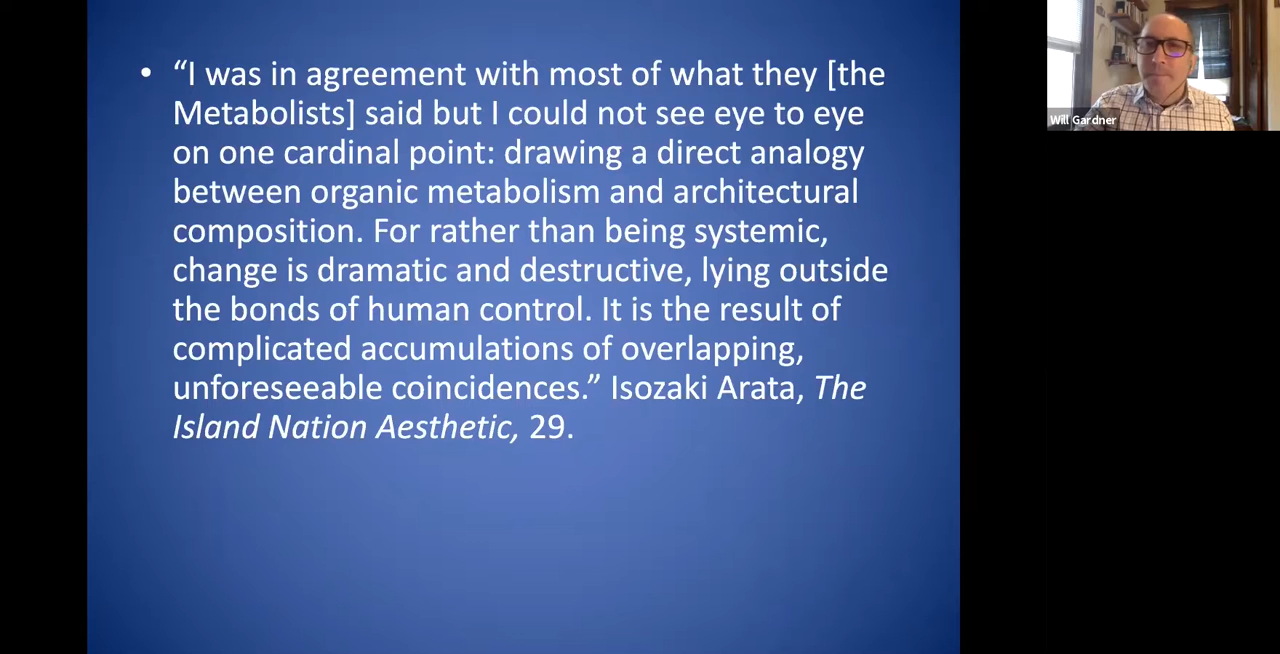 • “I was in agreement with most of what they [the
Metabolists] said but I could not see eye to eye
on one cardinal point: drawing a direct analogy
between organic metabolism and architectural
composition. For rather than being systemic,
change is dramatic and destructive, lying outside
the bonds of human control. It is the result of
complicated accumulations of overlapping,
unforeseeable coincidences.” Isozaki Arata, The
Island Nation Aesthetic, 29.
Will Gardner